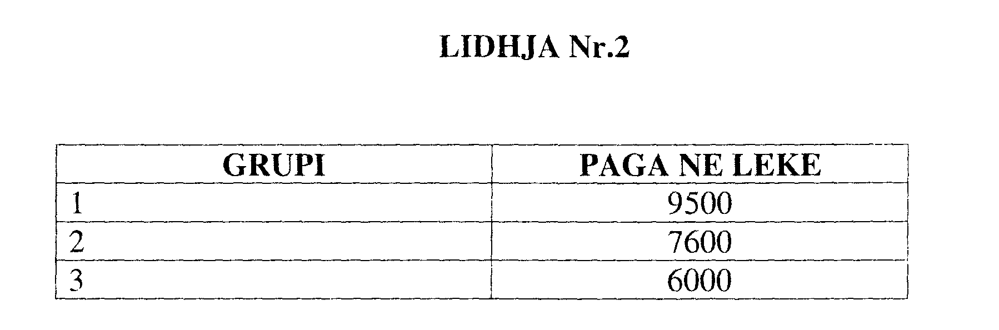 LIDHJA Nr.2
GRUPI PAGA NE LEKE
1 9500
2 7600
3 6000